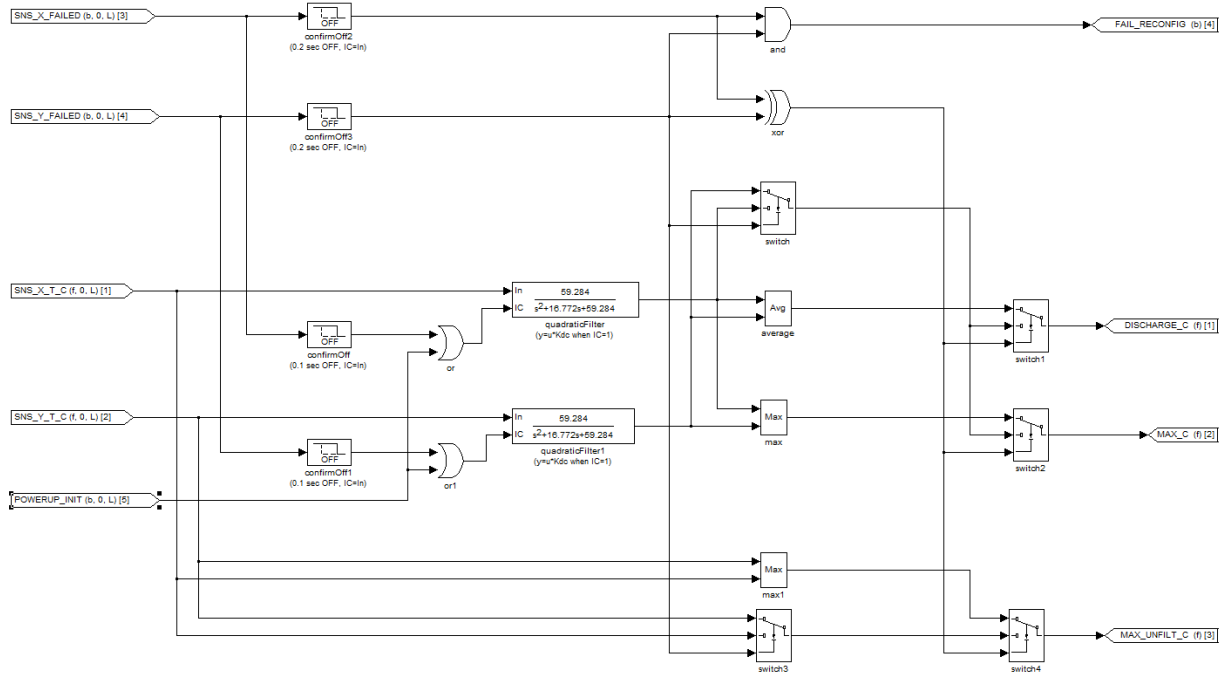 SNS_X_FAILED (b, 0, L) [3]
OFF
confirmOff2
(0.2 sec OFF, IC=In)
and
FAIL_RECONFIG (b) [4]
SNS_Y_FAILED (b, 0, L) [4]
OFF
confirmOff3
(0.2 sec OFF, IC=In)
xor
switch
SNS_X_T_C (f, 0, L) [1]
In
IC
59.284
s2+16.772s+59.284
quadraticFilter
(y=u*Kdc when IC=1)
OFF
confirmOff
(0.1 sec OFF, IC=In)
or
Avg
average
switch1
DISCHARGE_C (f) [1]
SNS_Y_T_C (f, 0, L) [2]
In
IC
59.284
s2+16.772s+59.284
quadraticFilter1
(y=u*Kdc when IC=1)
OFF
confirmOff1
(0.1 sec OFF, IC=In)
or1
Max
max
switch2
MAX_C (f) [2]
POWERUP_INIT (b, 0, L) [5]
Max
max1
switch3
switch4
MAX_UNFILT_C (f) [3]